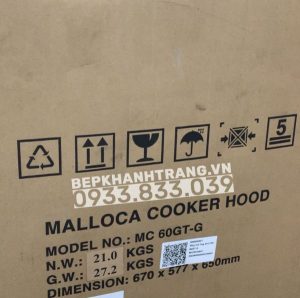 5
BEPKHANHTRANG.VN
0933.833.039
MALLOCA COOKER HOOD
MODEL NO.: MC 60GT-G
N.W.: 21.0 KGS
G.W.: 27.2 KGS
DIMENSION: 670 x 577 x 650mm